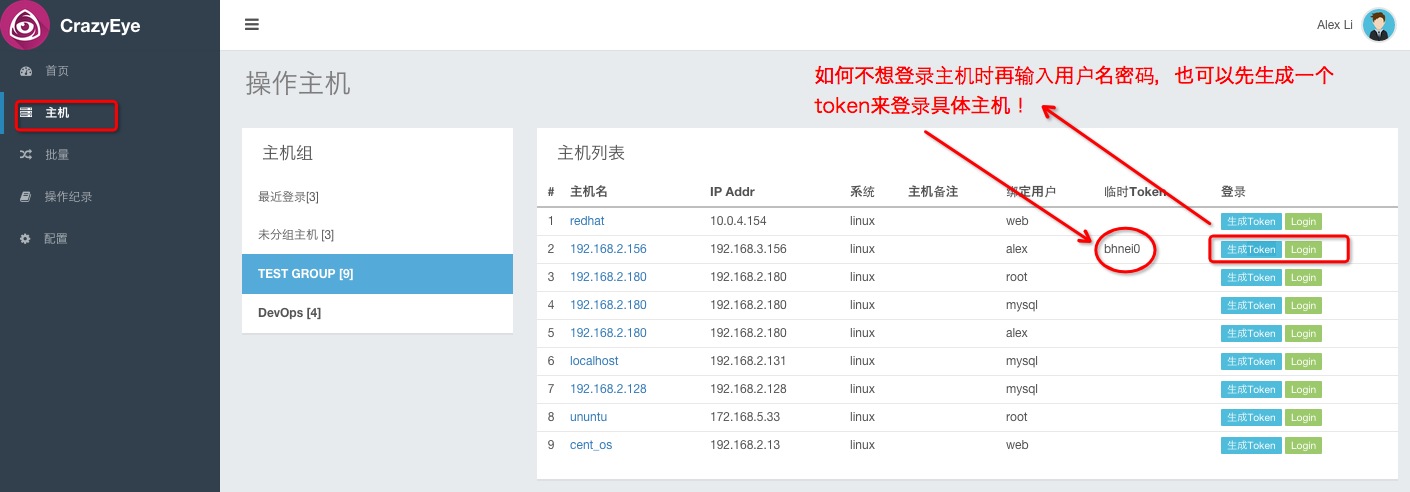 CrazyEye
Alex Li
首页
主机
批量
操作纪录
配置
操作主机
如何不想登录主机时再输入用户名密码，也可以先生成一个
token来登录具体主机！
主机组
最近登录[3]
未分组主机 [3]
TEST GROUP [9]
DevOps [4]
主机列表
# 主机名 IP Addr 系统 主机备注 绑定用户 临时Token 登录
1 redhat 10.0.4.154 linux web 生成Token Login
2 192.168.2.156 192.168.3.156 linux alex bhnei0 生成Token Login
3 192.168.2.180 192.168.2.180 linux root 生成Token Login
4 192.168.2.180 192.168.2.180 linux mysql 生成Token Login
5 192.168.2.180 192.168.2.180 linux alex 生成Token Login
6 localhost 192.168.2.131 linux mysql 生成Token Login
7 192.168.2.128 192.168.2.128 linux mysql 生成Token Login
8 ununtu 172.168.5.33 linux root 生成Token Login
9 cent_os 192.168.2.13 linux web 生成Token Login